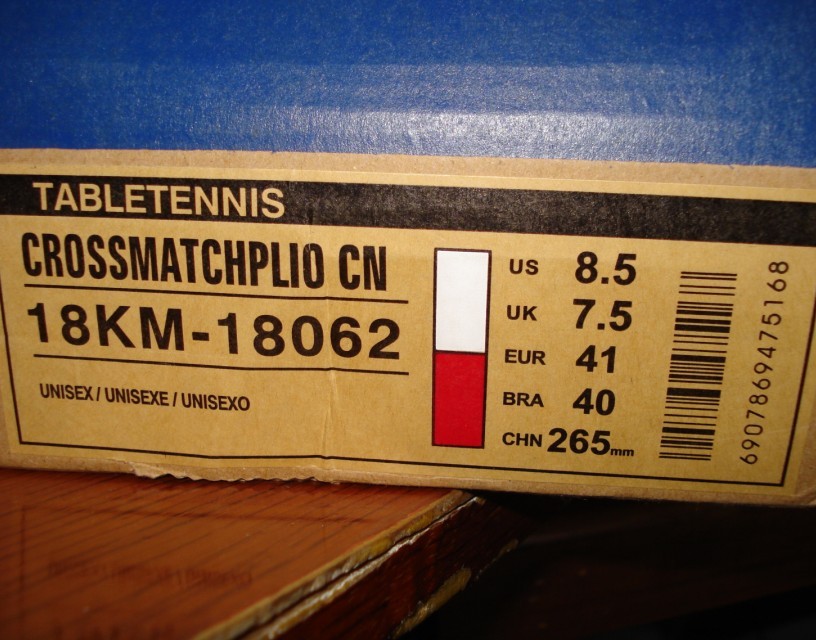 TABLETENNIS
CROSSMATCHPLIO CN
18KM-18062
UNISEX / UNISEXE / UNISEXO
US 8.5
UK 7.5
EUR 41
BRA 40
CHN 265mm
6907869475168